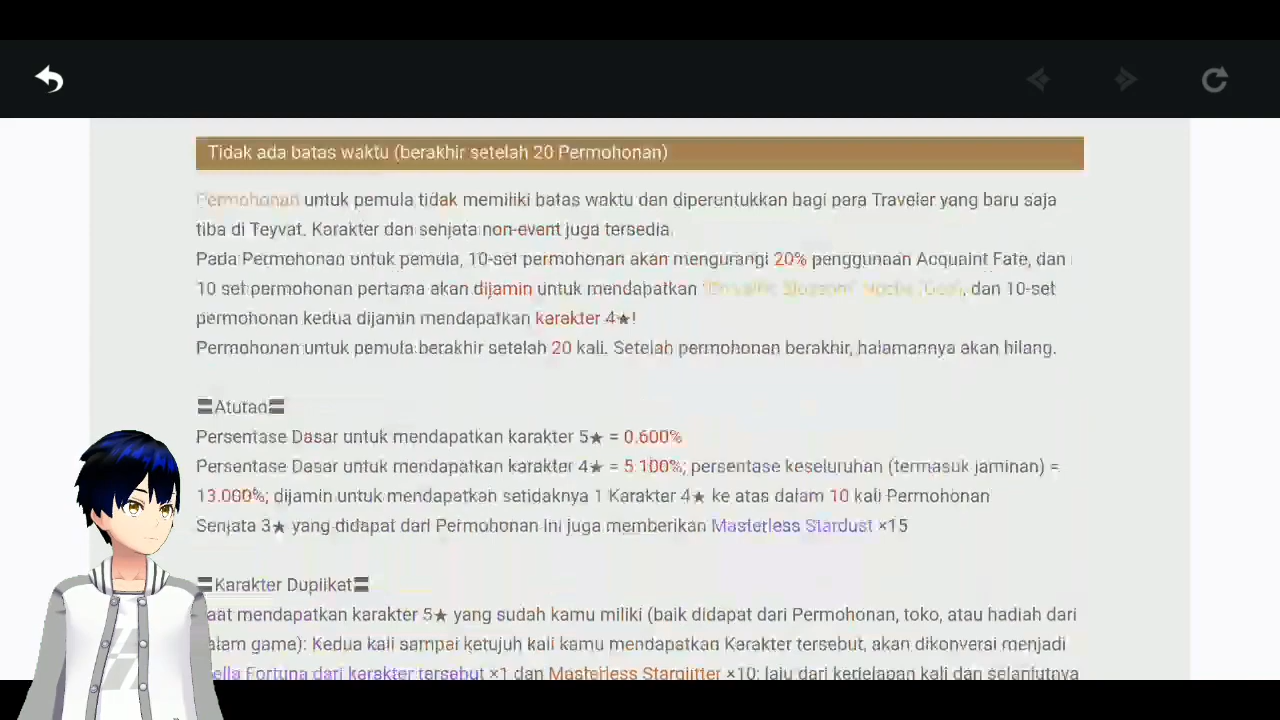 Tidak ada batas waktu (berakhir setelah 20 Permohonan)
Permohonan untuk pemula tidak memiliki batas waktu dan diperuntukkan bagi para Traveler yang baru saja
tiba di Teyvat. Karakter dan senjata non-event juga tersedia.
Pada Permohonan untuk pemula, 10-set permohonan akan mengurangi 20% penggunaan Acquaint Fate, dan
10 set permohonan pertama akan dijamin untuk mendapatkan Noelle (Geo), dan 10-set
permohonan kedua dijamin mendapatkan karakter 4★!
Permohonan untuk pemula berakhir setelah 20 kali. Setelah permohonan berakhir, halamannya akan hilang.
〓Aturan〓
Persentase Dasar untuk mendapatkan karakter 5★ = 0.600%
Persentase Dasar untuk mendapatkan karakter 4★ = 5.100%; persentase keseluruhan (termasuk jaminan) =
13.000%; dijamin untuk mendapatkan setidaknya 1 Karakter 4★ ke atas dalam 10 kali Permohonan
Senjata 3★ yang didapat dari Permohonan ini juga memberikan Masterless Stardust ×15
〓Karakter Duplikat〓
aat mendapatkan karakter 5★ yang sudah kamu miliki (baik didapat dari Permohonan, toko, atau hadiah dari
alam game): Kedua kali sampai ketujuh kali kamu mendapatkan Karakter tersebut, akan dikonversi menjadi
ella Fortuna dari karakter tersebut ×1 dan Masterless Starglitter ×10; lalu dari kedelapan kali dan selanjutnya